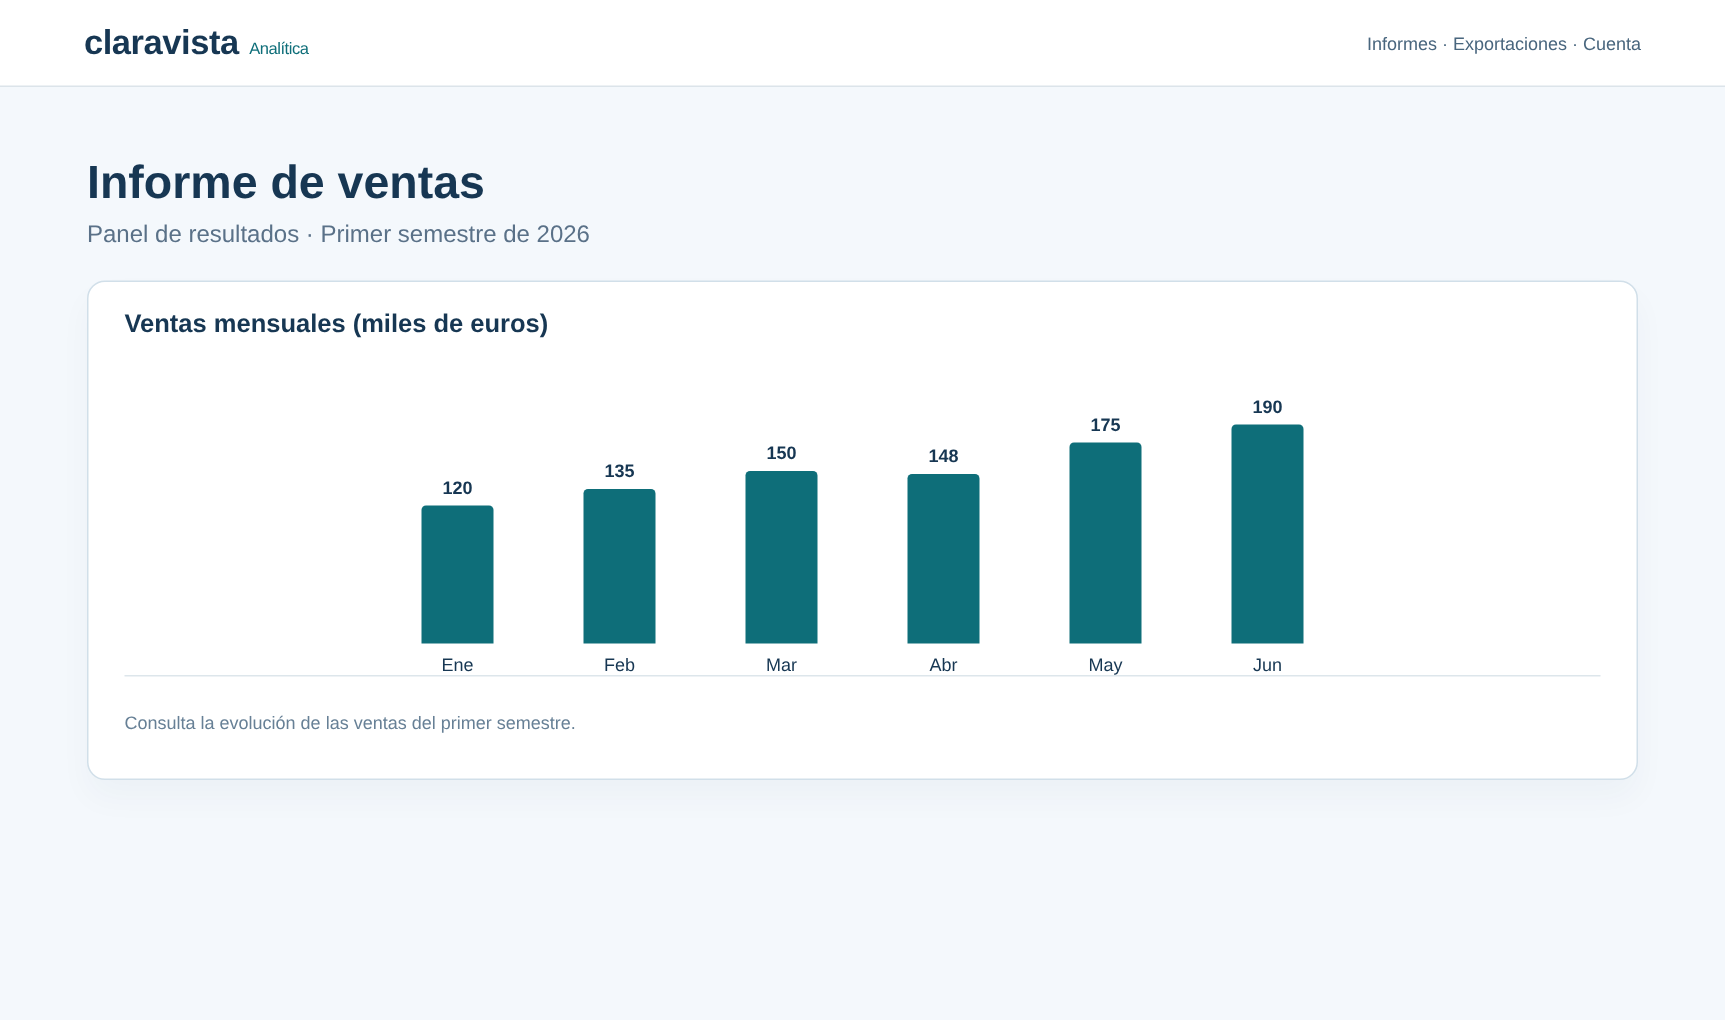 claravista Analítica
Informes · Exportaciones · Cuenta
Informe de ventas
Panel de resultados · Primer semestre de 2026
Ventas mensuales (miles de euros)
120
135
150
148
175
190
Ene
Feb
Mar
Abr
May
Jun
Consulta la evolución de las ventas del primer semestre.